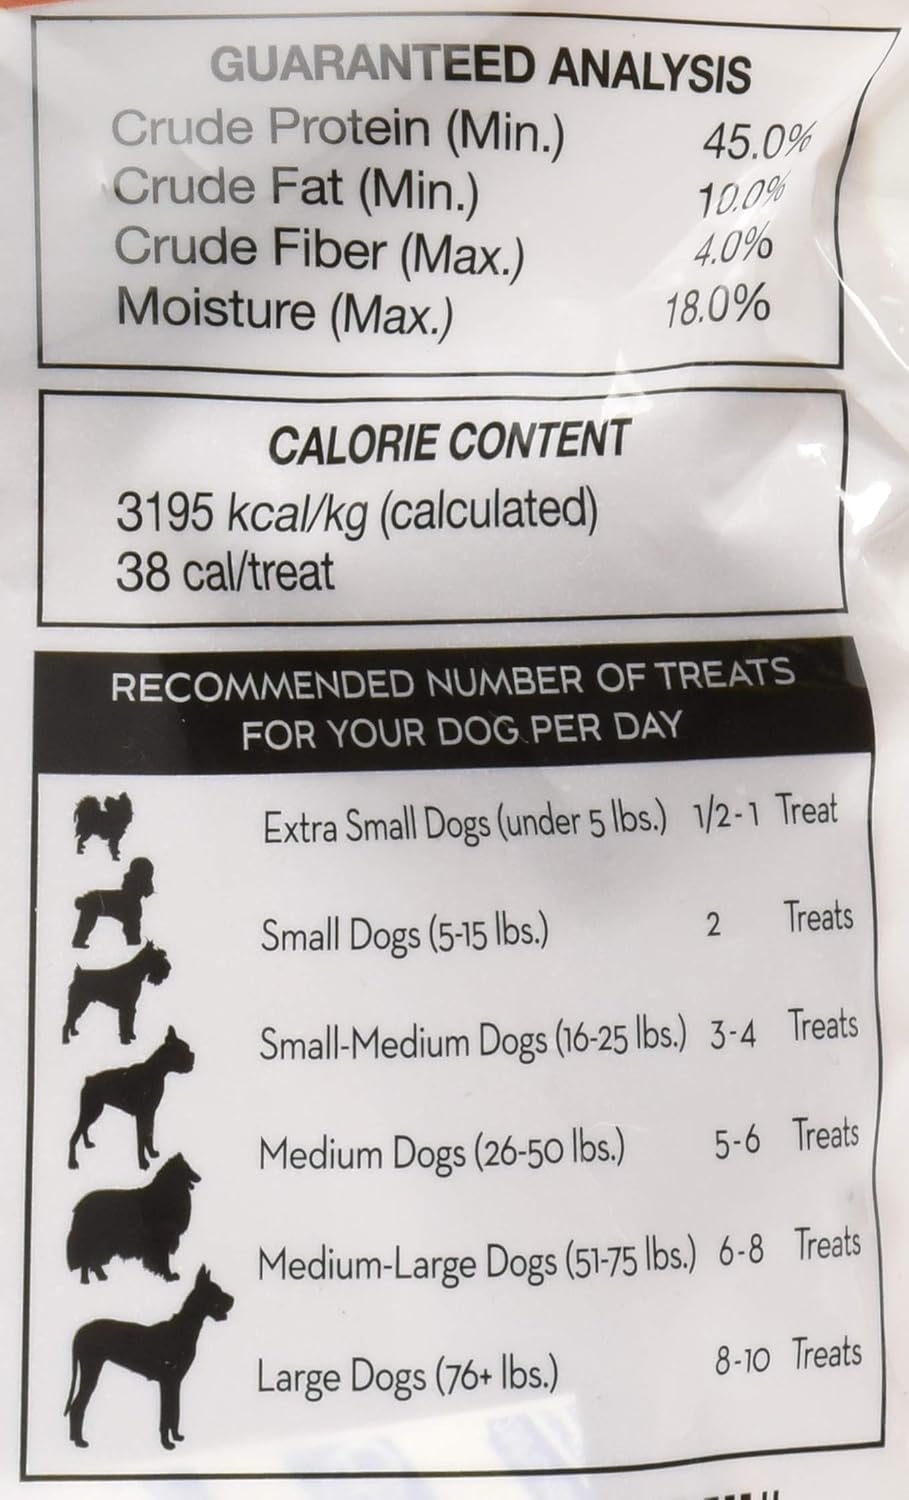 GUARANTEED ANALYSIS
Crude Protein (Min.) 45.0%
Crude Fat (Min.) 10.0%
Crude Fiber (Max.) 4.0%
Moisture (Max.) 18.0%
CALORIE CONTENT
3195 kcal/kg (calculated)
38 cal/treat
RECOMMENDED NUMBER OF TREATS
FOR YOUR DOG PER DAY
Extra Small Dogs (under 5 lbs.) 1/2-1 Treat
Small Dogs (5-15 lbs.) 2 Treats
Small-Medium Dogs (16-25 lbs.) 3-4 Treats
Medium Dogs (26-50 lbs.) 5-6 Treats
Medium-Large Dogs (51-75 lbs.) 6-8 Treats
Large Dogs (76+ lbs.) 8-10 Treats